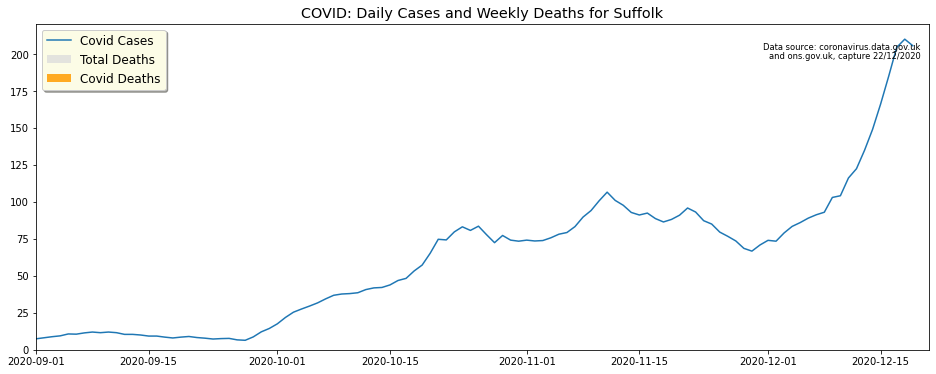 COVID: Daily Cases and Weekly Deaths for Suffolk
Covid Cases
Total Deaths
Covid Deaths
Data source: coronavirus.data.gov.uk
and ons.gov.uk, capture 22/12/2020
200
175
150
125
100
75
50
25
0
2020-09-01 2020-09-15 2020-10-01 2020-10-15 2020-11-01 2020-11-15 2020-12-01 2020-12-15